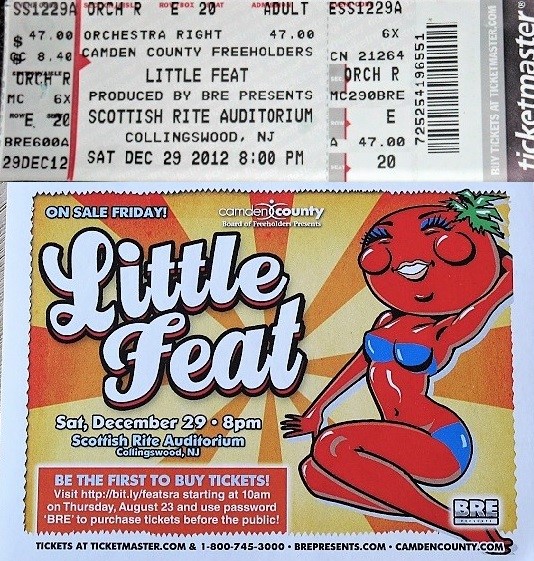 SS1229A ORCH R E 20 ADULT ESS1229A
$ 47.00 ORCHESTRA RIGHT 47.00 6X
8.40 CAMDEN COUNTY FREEHOLDERS CN 21264
ORCH R LITTLE FEAT ORCH R
MC 6X PRODUCED BY BRE PRESENTS MC290BRE
E 20 SCOTTISH RITE AUDITORIUM E
BRE600A COLLINGSWOOD, NJ A 47.00
29DEC12 SAT DEC 29 2012 8:00 PM 20
725254196551
BUY TICKETS AT TICKETMASTER.COM
ticketmaster®
ON SALE FRIDAY!
camden county
Board of Freeholders Presents
Little
Feat
Sat, December 29 • 8pm
Scottish Rite Auditorium
Collingswood, NJ
BE THE FIRST TO BUY TICKETS!
Visit http://bit.ly/featsra starting at 10am
on Thursday, August 23 and use password
'BRE' to purchase tickets before the public!
BRE
PRESENTS
TICKETS AT TICKETMASTER.COM & 1-800-745-3000 • BREPRESENTS.COM • CAMDENCOUNTY.COM